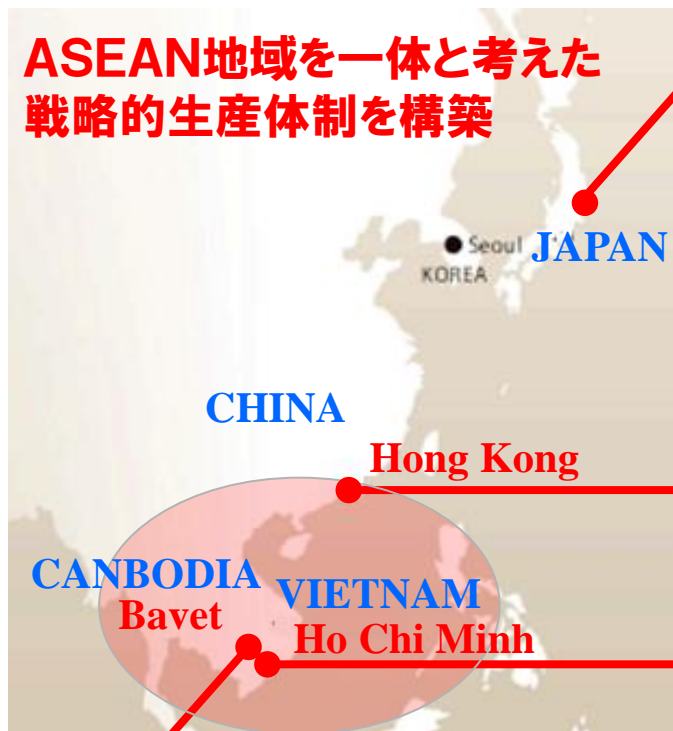 ASEAN地域を一体と考えた
戦略的生産体制を構築
Seoul
JAPAN
KOREA
CHINA
Hong Kong
CANBODIA
VIETNAM
Bavet
Ho Chi Minh